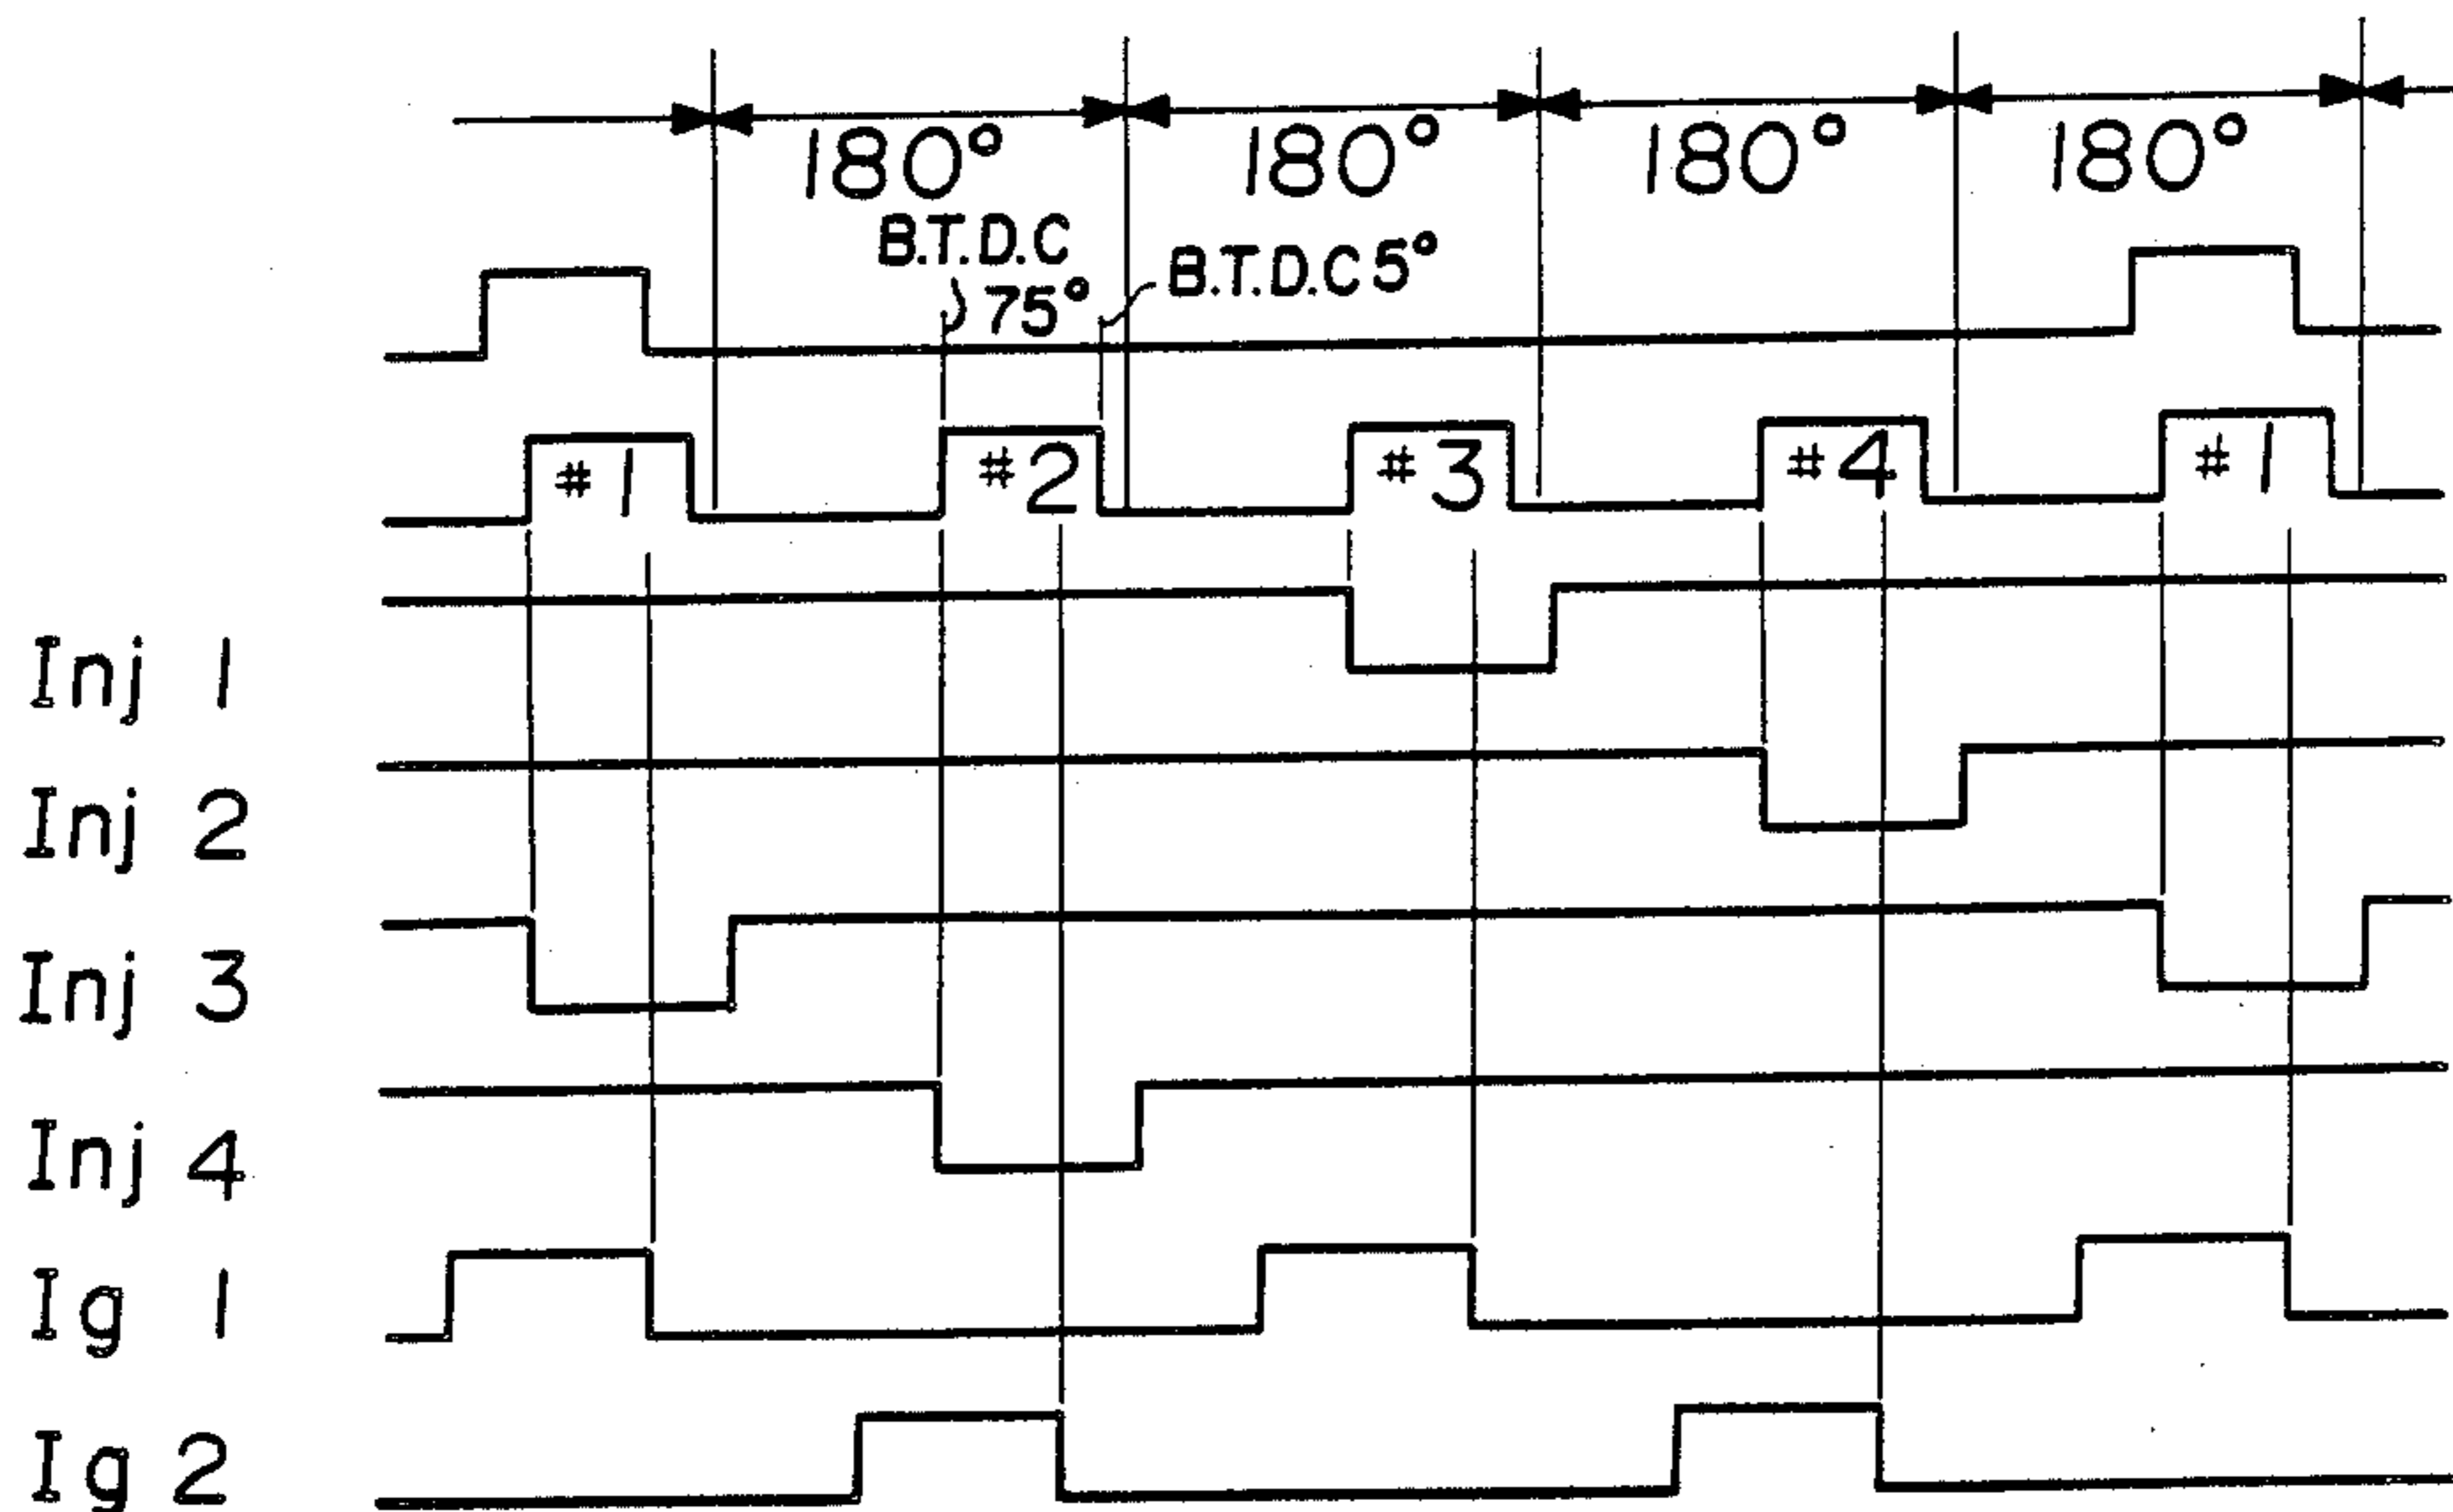 180° 180° 180° 180°
B.T.D.C
75°
B.T.D.C 5°
#1 #2 #3 #4 #1
Inj 1
Inj 2
Inj 3
Inj 4
Ig 1
Ig 2